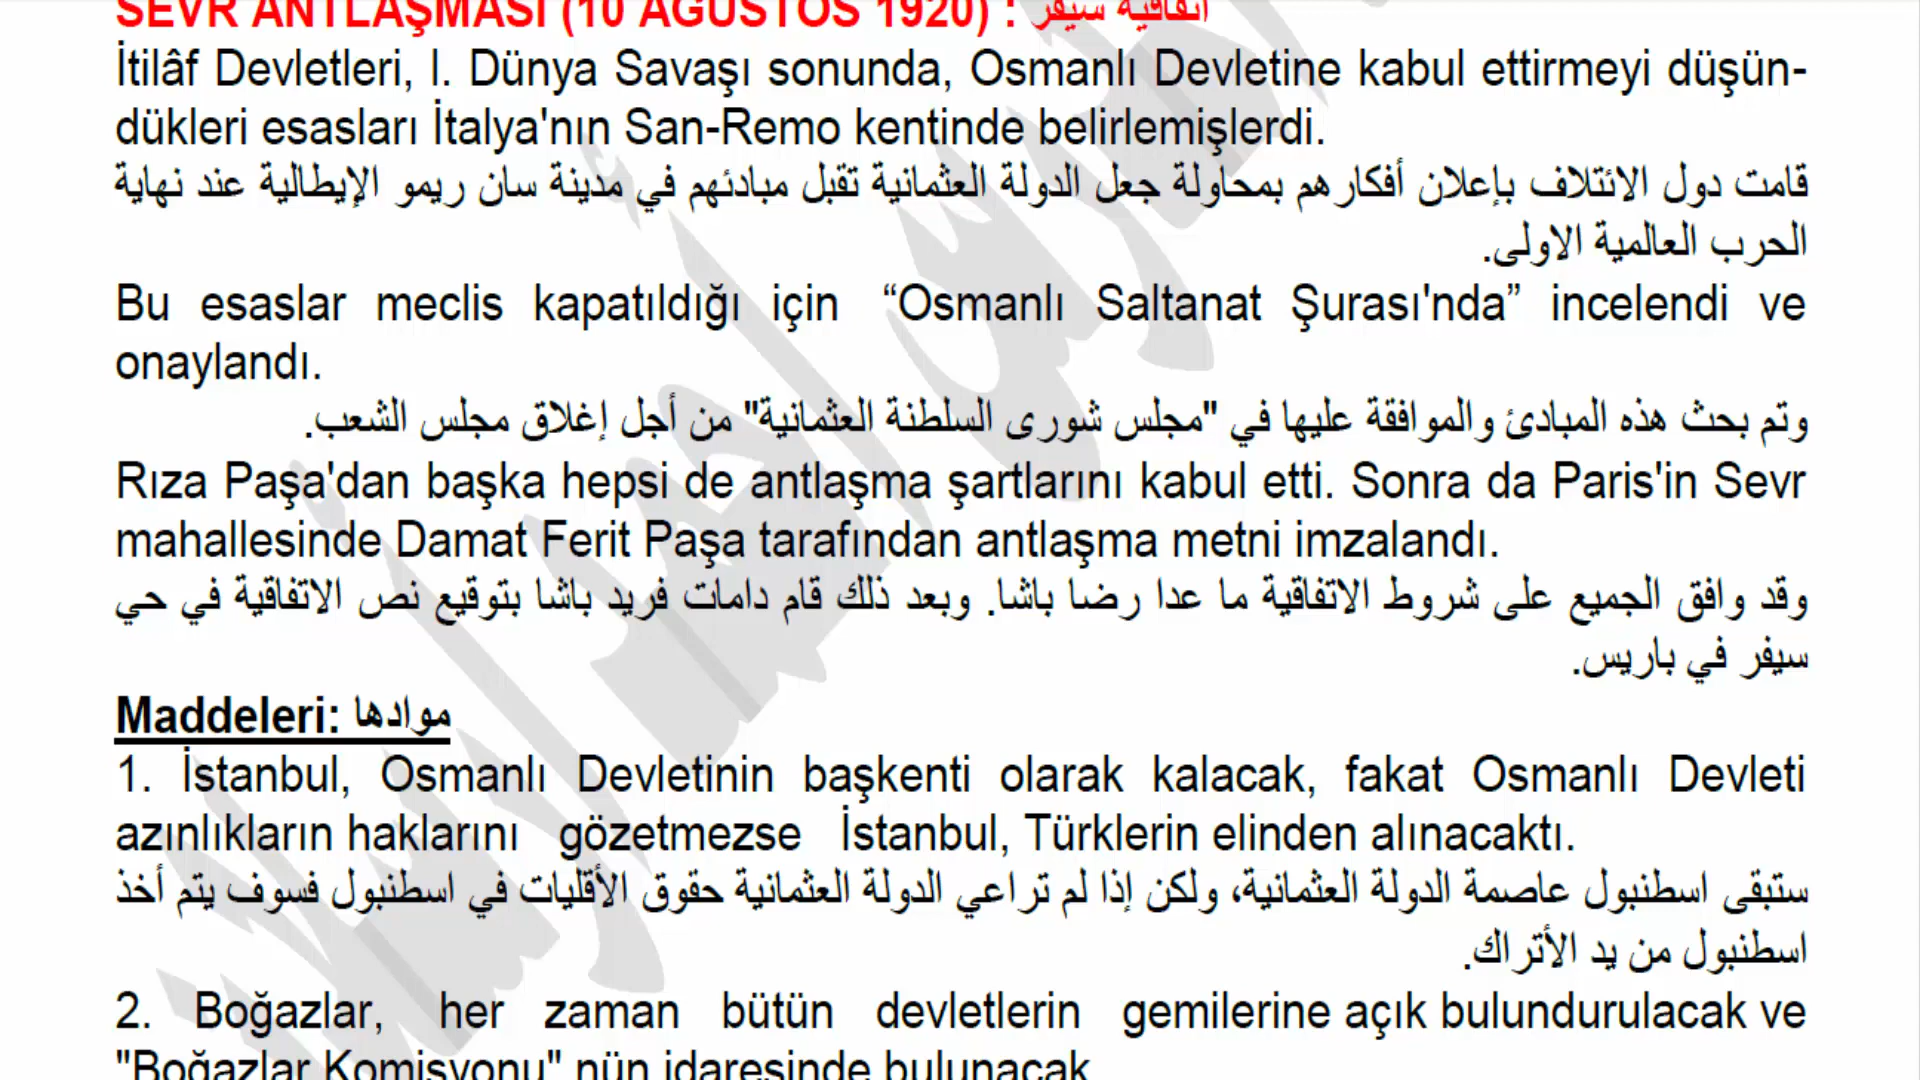 SEVR ANTLAŞMASI (10 AĞUSTOS 1920) : اتفاقية سيفر
İtilâf Devletleri, I. Dünya Savaşı sonunda, Osmanlı Devletine kabul ettirmeyi düşün-
dükleri esasları İtalya'nın San-Remo kentinde belirlemişlerdi.
قامت دول الائتلاف بإعلان أفكارهم بمحاولة جعل الدولة العثمانية تقبل مبادئهم في مدينة سان ريمو الإيطالية عند نهاية
الحرب العالمية الاولى.
Bu esaslar meclis kapatıldığı için “Osmanlı Saltanat Şurası'nda” incelendi ve
onaylandı.
وتم بحث هذه المبادئ والموافقة عليها في "مجلس شورى السلطنة العثمانية" من أجل إغلاق مجلس الشعب.
Rıza Paşa'dan başka hepsi de antlaşma şartlarını kabul etti. Sonra da Paris'in Sevr
mahallesinde Damat Ferit Paşa tarafından antlaşma metni imzalandı.
وقد وافق الجميع على شروط الاتفاقية ما عدا رضا باشا. وبعد ذلك قام دامات فريد باشا بتوقيع نص الاتفاقية في حي
سيفر في باريس.
Maddeleri: موادها
1. İstanbul, Osmanlı Devletinin başkenti olarak kalacak, fakat Osmanlı Devleti
azınlıkların haklarını gözetmezse İstanbul, Türklerin elinden alınacaktı.
ستبقى اسطنبول عاصمة الدولة العثمانية، ولكن إذا لم تراعي الدولة العثمانية حقوق الأقليات في اسطنبول فسوف يتم أخذ
اسطنبول من يد الأتراك.
2. Boğazlar, her zaman bütün devletlerin gemilerine açık bulundurulacak ve
"Boğazlar Komisyonu" nün idaresinde bulunacak